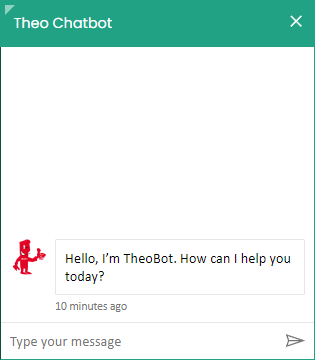 Theo Chatbot
Hello, I'm TheoBot. How can I help you
today?
10 minutes ago
Type your message